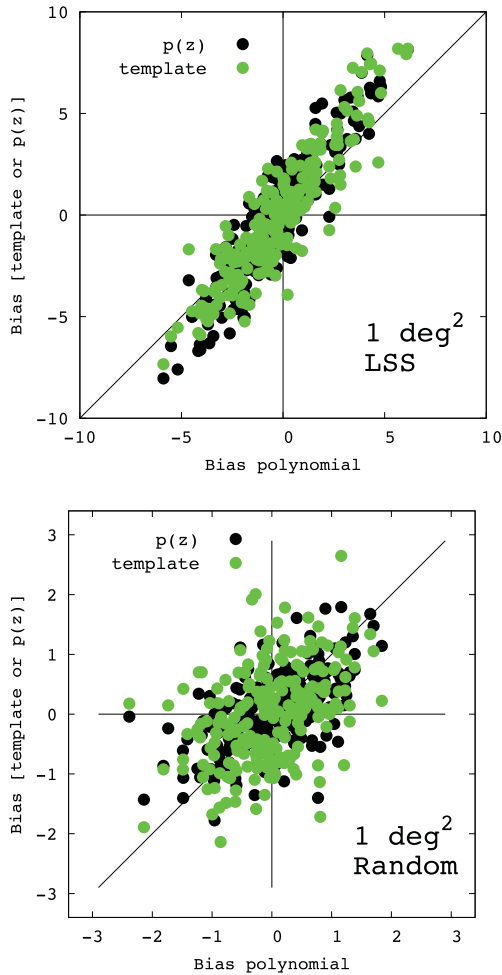 10
p(z)
template
5
Bias [template or p(z)]
0
-5
1 deg²
LSS
-10
-10 -5 0 5 10
Bias polynomial
3
p(z)
template
2
1
Bias [template or p(z)]
0
-1
-2
1 deg²
Random
-3
-3 -2 -1 0 1 2 3
Bias polynomial